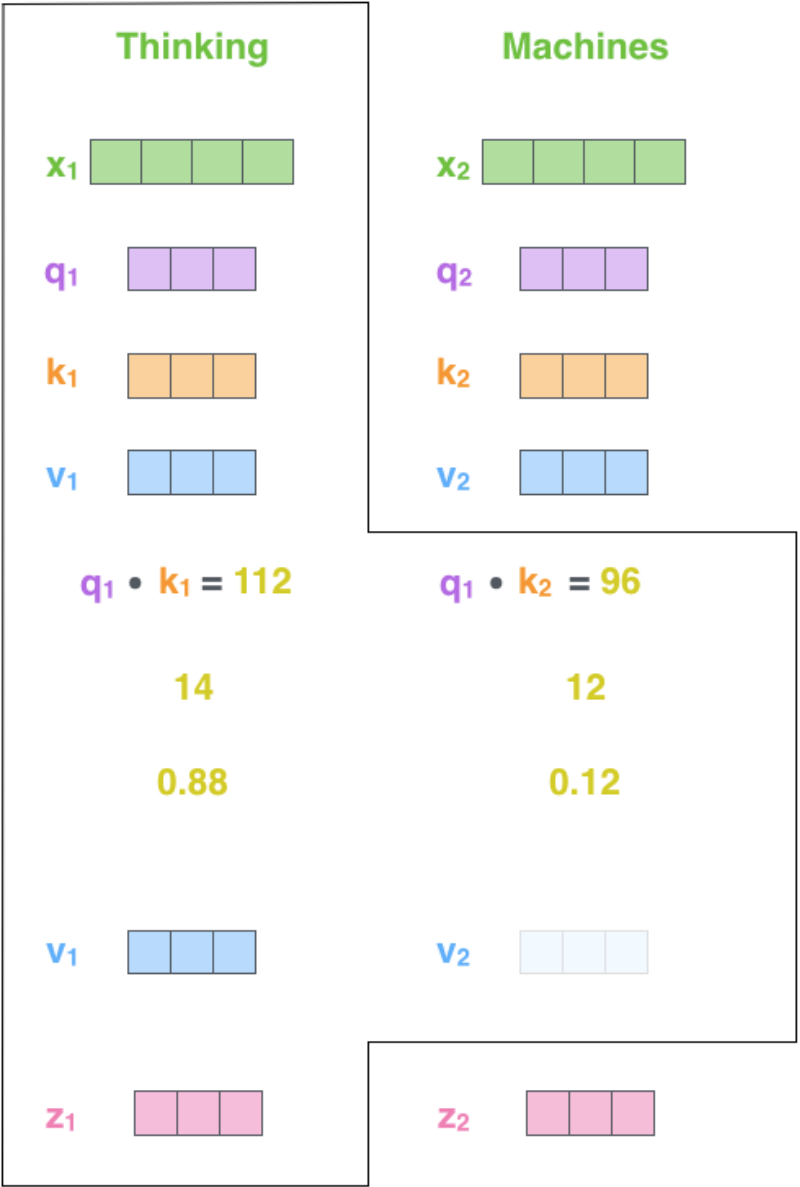 Thinking Machines
x₁ x₂
q₁ q₂
k₁ k₂
v₁ v₂
q₁ • k₁ = 112 q₁ • k₂ = 96
14 12
0.88 0.12
v₁ v₂
z₁ z₂